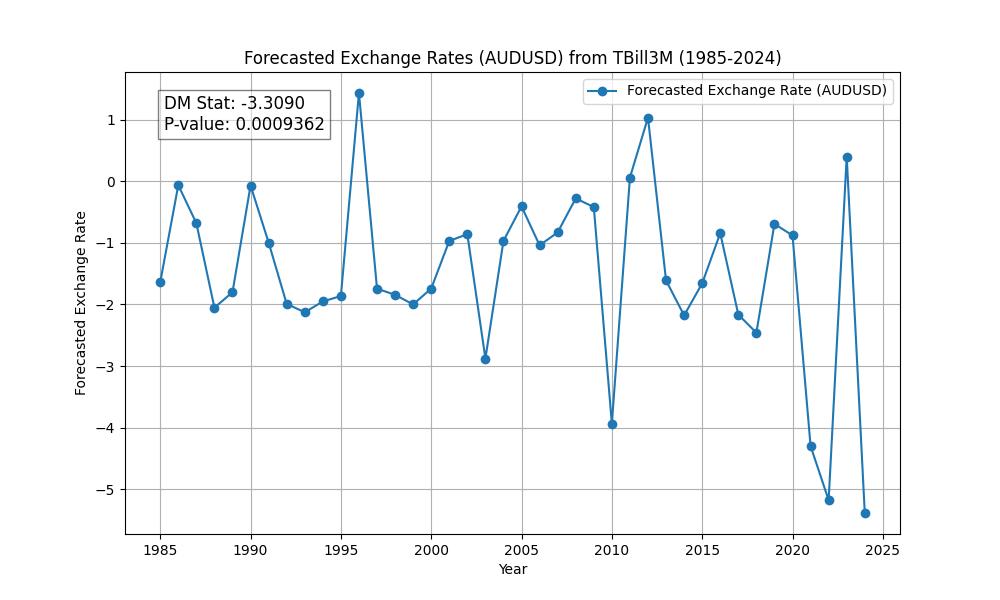 Forecasted Exchange Rates (AUDUSD) from TBill3M (1985-2024)
DM Stat: -3.3090
P-value: 0.0009362
Forecasted Exchange Rate (AUDUSD)
Forecasted Exchange Rate
1
0
−1
−2
−3
−4
−5
1985 1990 1995 2000 2005 2010 2015 2020 2025
Year